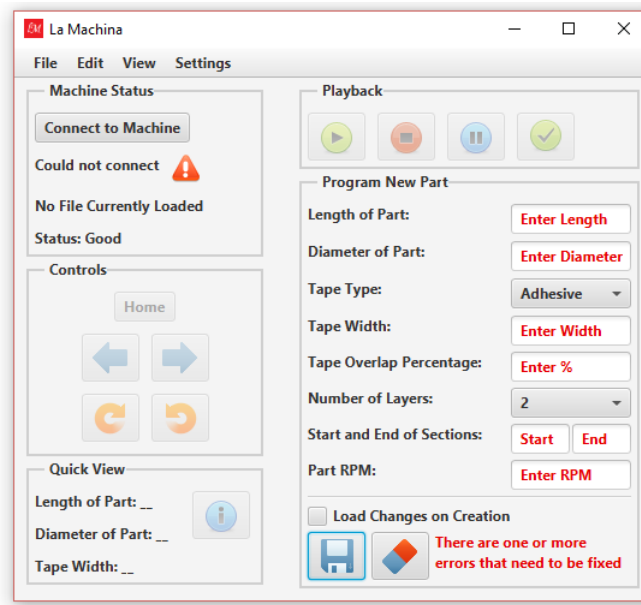 La Machina
File Edit View Settings
Machine Status
Connect to Machine
Could not connect
No File Currently Loaded
Status: Good
Controls
Home
Quick View
Length of Part: __
Diameter of Part: __
Tape Width: __
Playback
Program New Part
Length of Part: Enter Length
Diameter of Part: Enter Diameter
Tape Type: Adhesive
Tape Width: Enter Width
Tape Overlap Percentage: Enter %
Number of Layers: 2
Start and End of Sections: Start End
Part RPM: Enter RPM
Load Changes on Creation
There are one or more
errors that need to be fixed